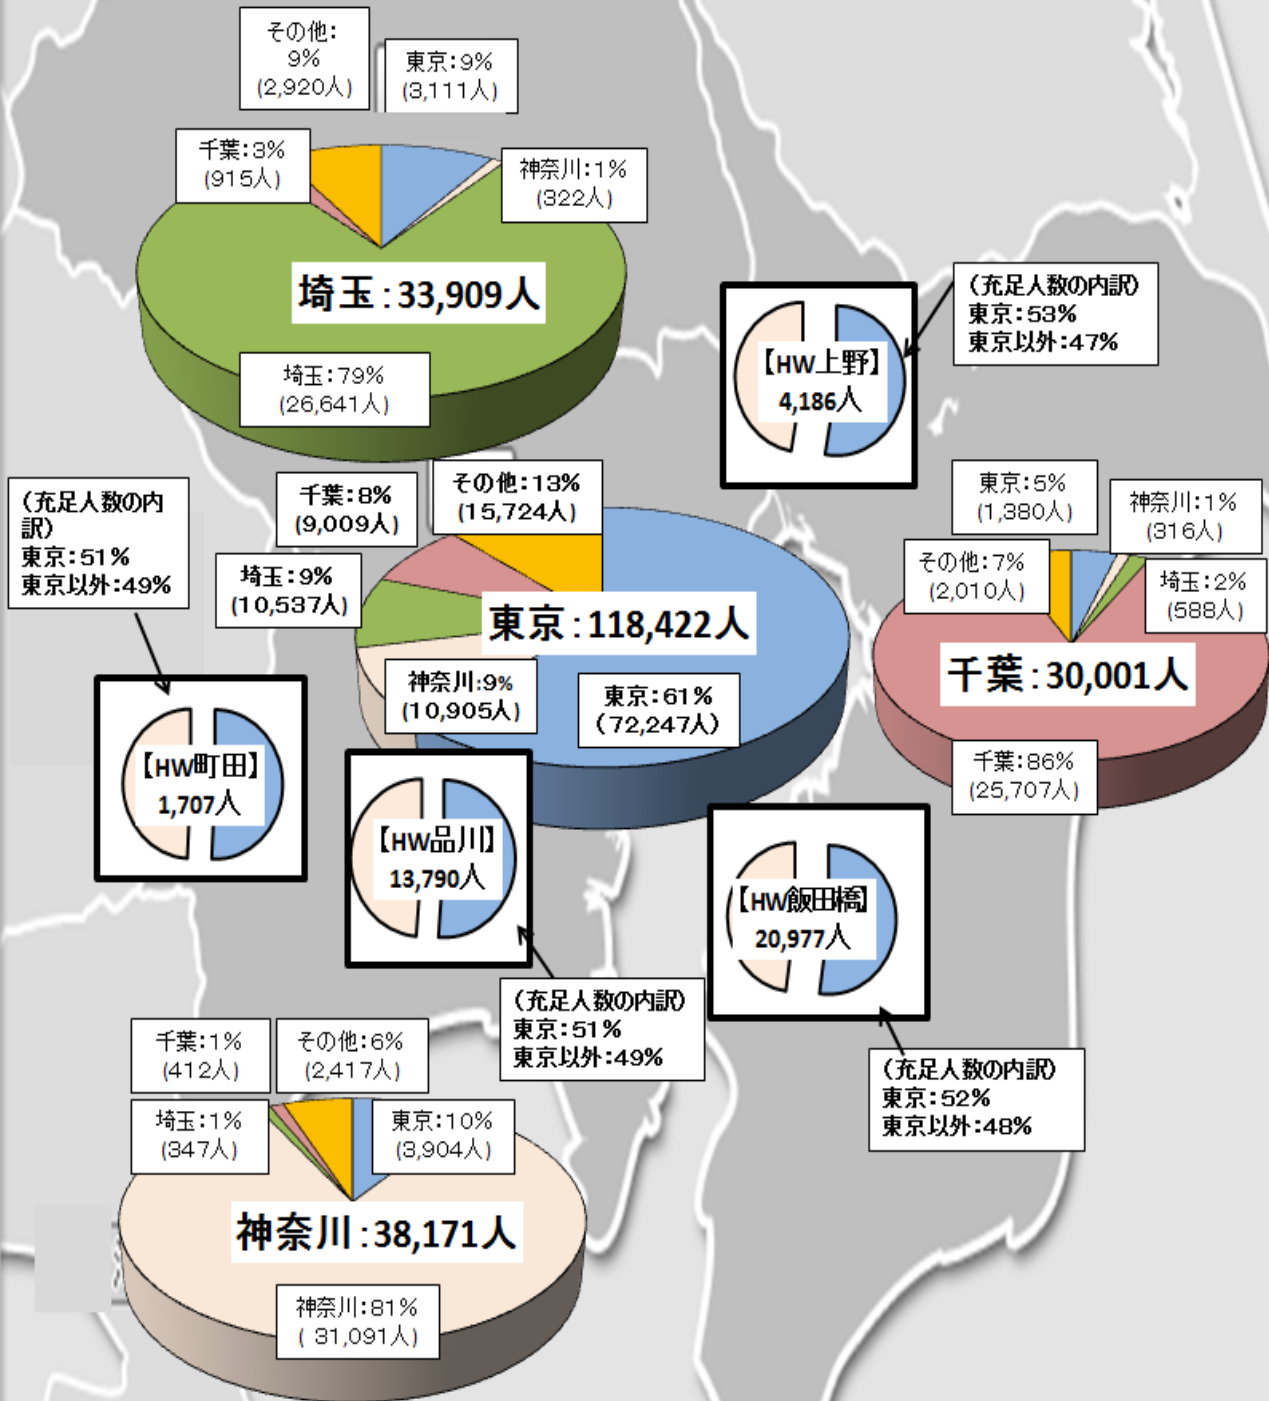 その他:
9%
(2,920人)
東京:9%
(3,111人)
千葉:3%
(915人)
神奈川:1%
(322人)
埼玉:33,909人
埼玉:79%
(26,641人)
(充足人数の内訳)
東京:53%
東京以外:47%
【HW上野】
4,186人
(充足人数の内
訳)
東京:51%
東京以外:49%
千葉:8%
(9,009人)
その他:13%
(15,724人)
埼玉:9%
(10,537人)
東京:118,422人
神奈川:9%
(10,905人)
東京:61%
(72,247人)
東京:5%
(1,380人)
神奈川:1%
(316人)
その他:7%
(2,010人)
埼玉:2%
(588人)
千葉:30,001人
千葉:86%
(25,707人)
【HW町田】
1,707人
【HW品川】
13,790人
【HW飯田橋】
20,977人
(充足人数の内訳)
東京:51%
東京以外:49%
(充足人数の内訳)
東京:52%
東京以外:48%
千葉:1%
(412人)
その他:6%
(2,417人)
埼玉:1%
(347人)
東京:10%
(3,904人)
神奈川:38,171人
神奈川:81%
( 31,091人)